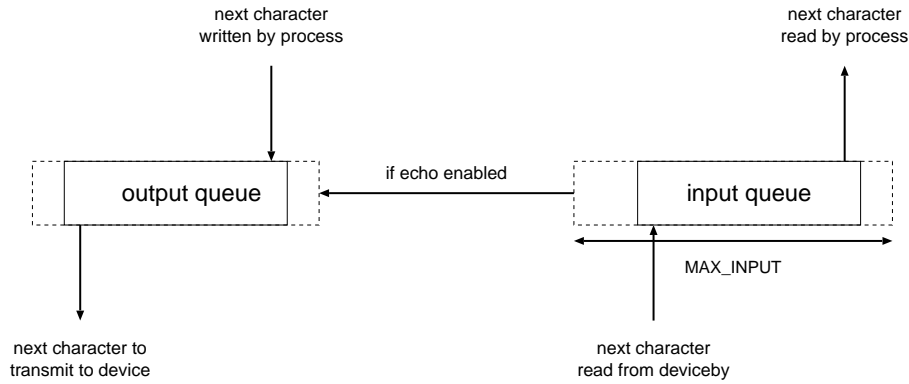 next character
written by process
next character
read by process
if echo enabled
output queue
input queue
MAX_INPUT
next character to
transmit to device
next character
read from deviceby